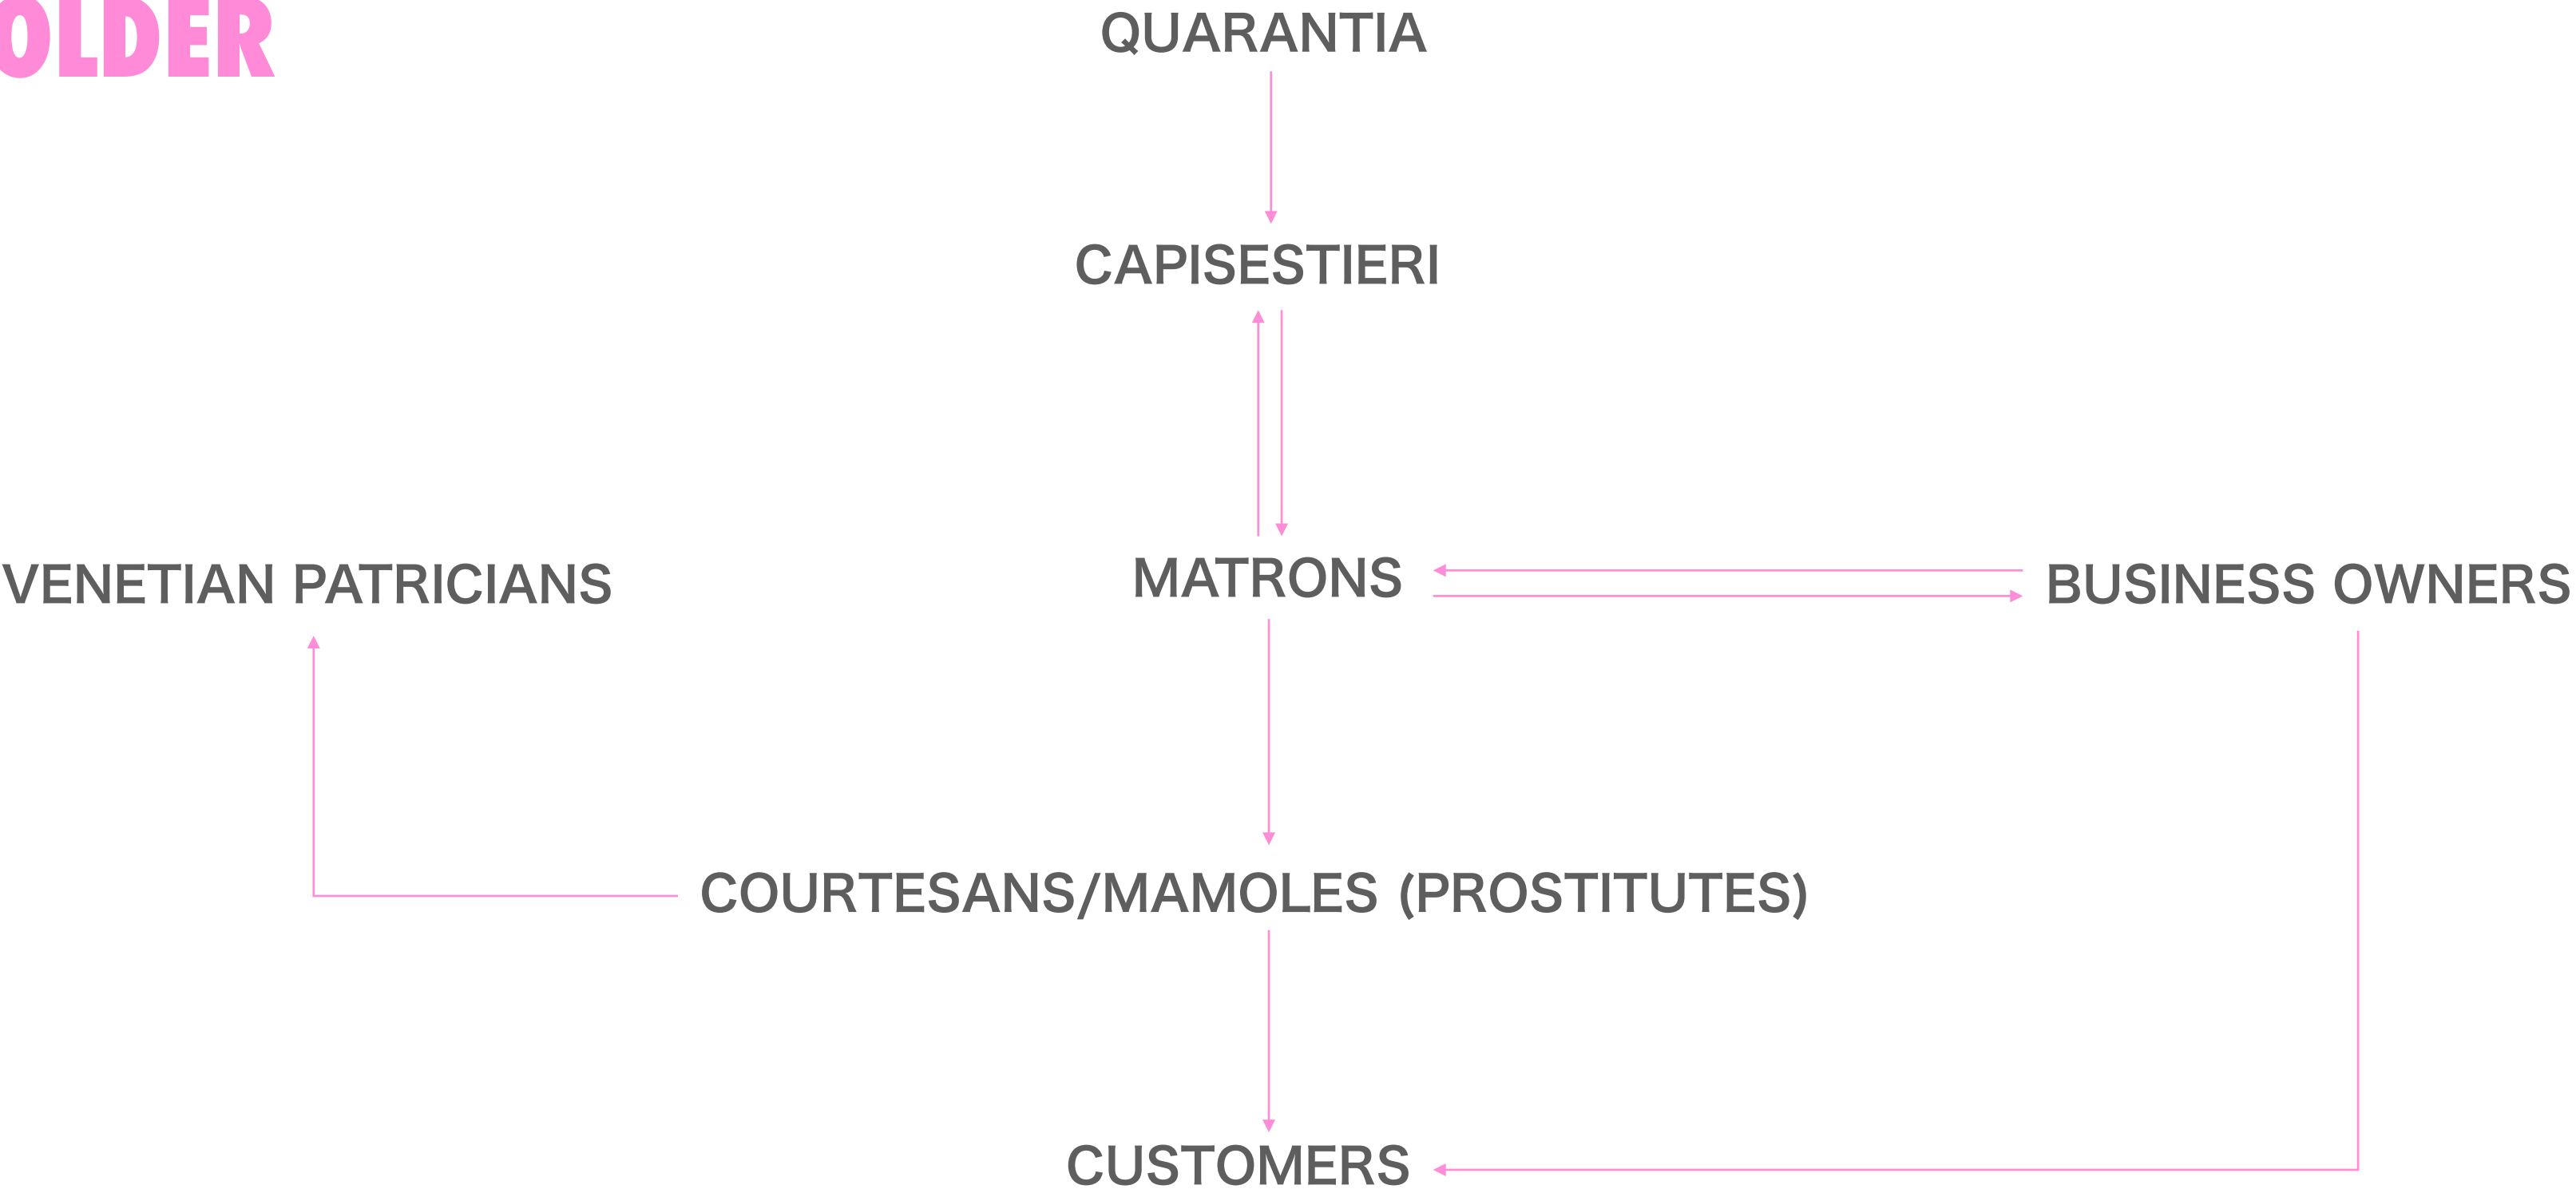 OLDER
QUARANTIA
CAPISESTIERI
VENETIAN PATRICIANS
MATRONS
BUSINESS OWNERS
COURTESANS/MAMOLES (PROSTITUTES)
CUSTOMERS